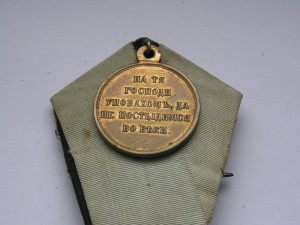 НА ТЯ
ГОСПОДИ
УПОВАХОМЪ, ДА
НЕ ПОСТЫДИМСЯ
ВО ВѢКИ.